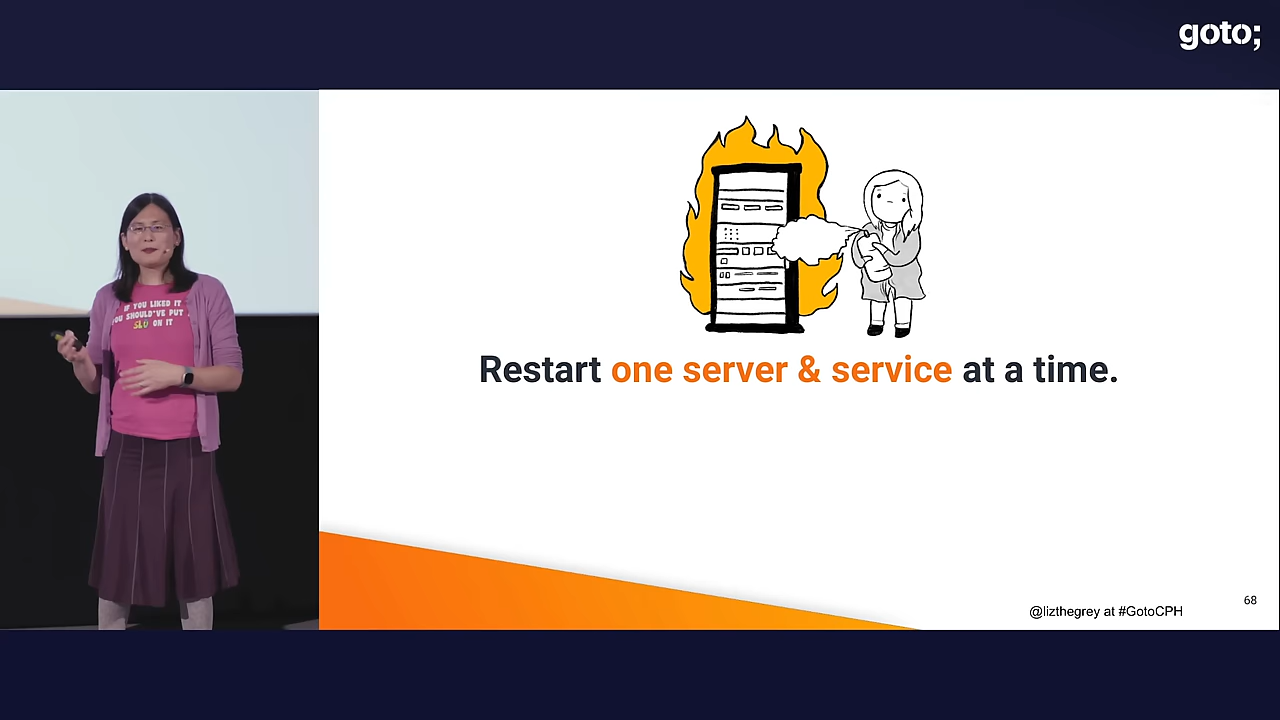 goto;
IF YOU LIKED IT
YOU SHOULD'VE PUT
SLO ON IT
Restart one server & service at a time.
@lizthegrey at #GotoCPH
68